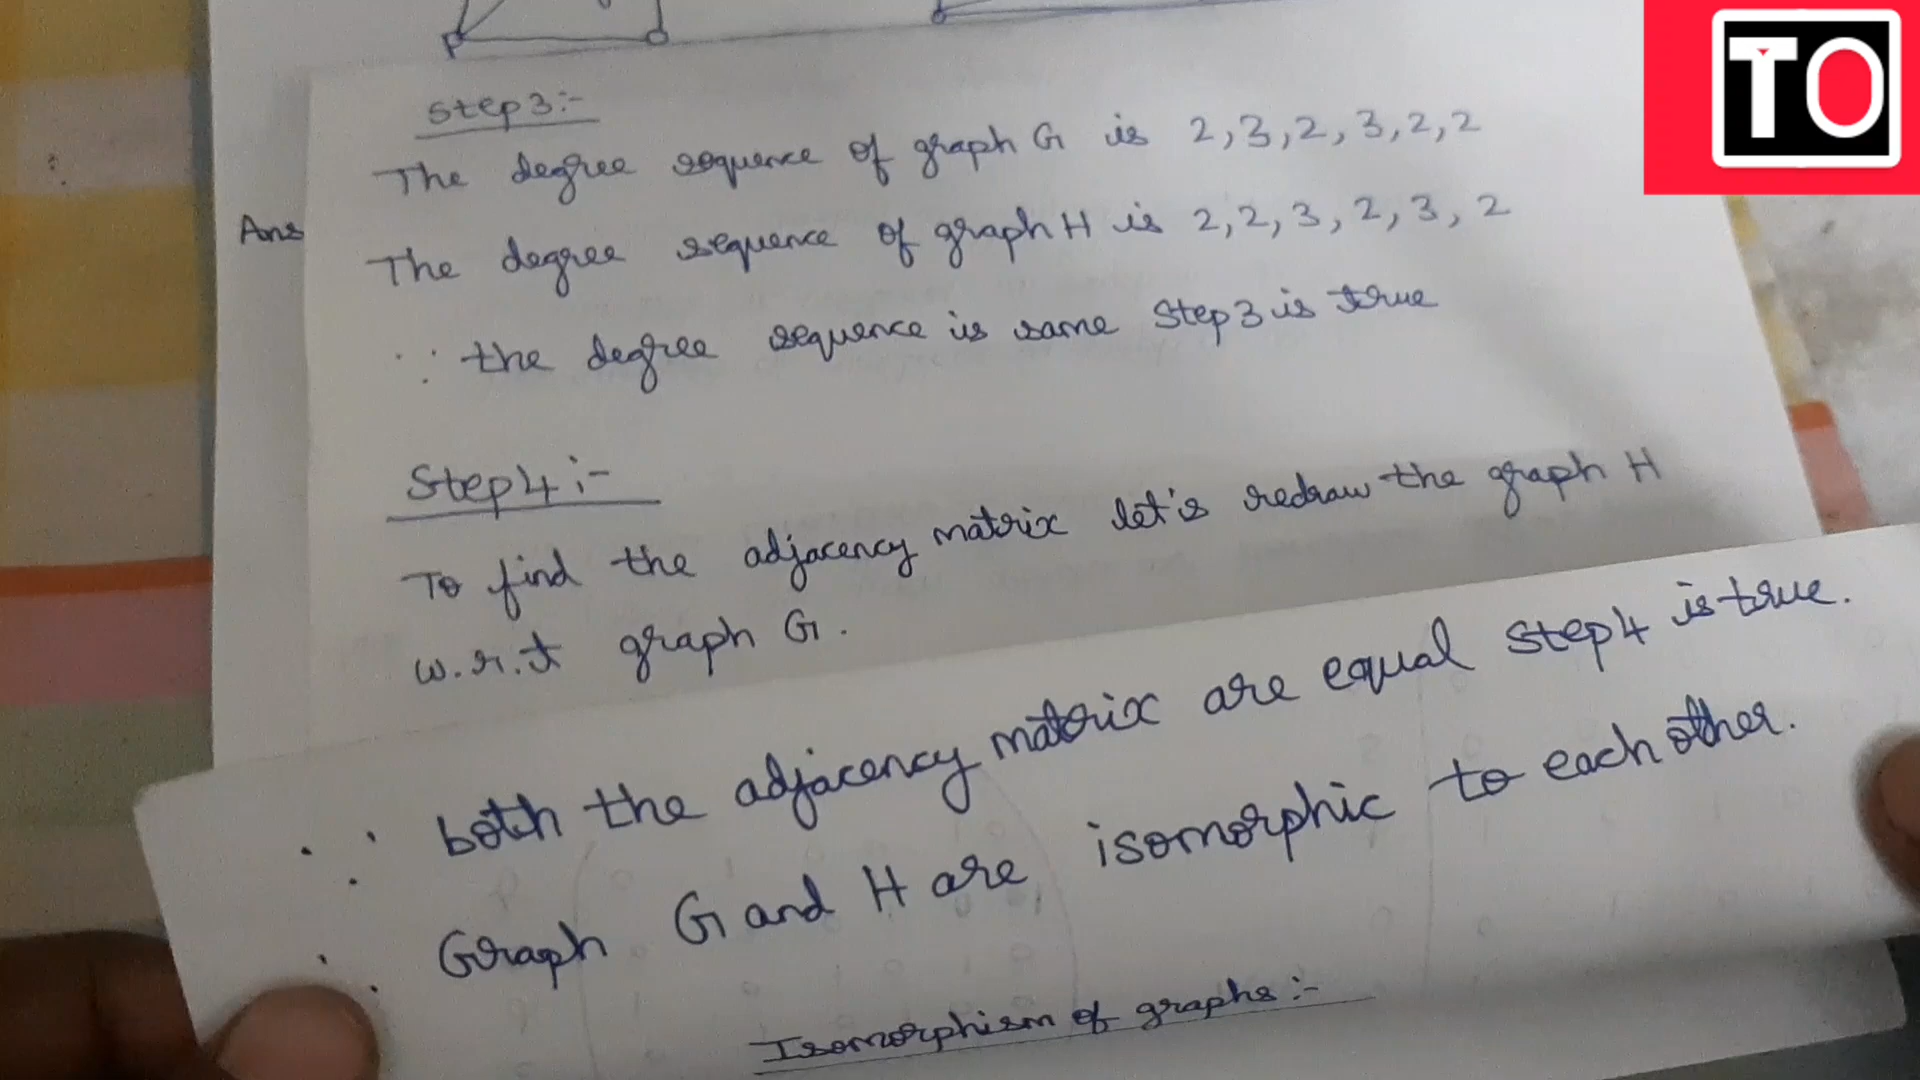 TO
Step3:-
The degree sequence of graph G is 2,3,2,3,2,2
Ans
The degree sequence of graph H is 2,2,3,2,3,2
∵ the degree sequence is same Step3 is true
Step4:-
To find the adjacency matrix let's redraw the graph H
w.r.t graph G.
∵ both the adjacency matrix are equal Step4 is true.
∴ Graph G and H are isomorphic to each other.
Isomorphism of graphs:-